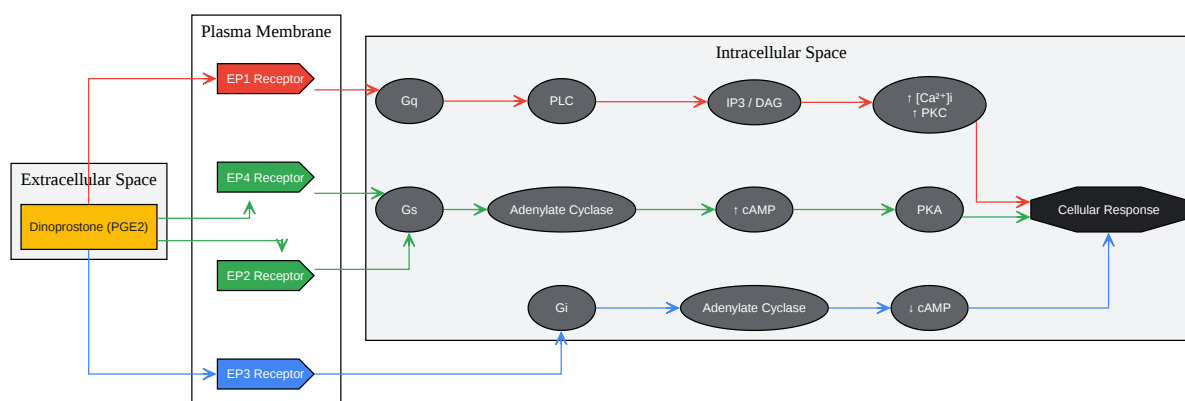 Plasma Membrane
Intracellular Space
EP1 Receptor
Gq
PLC
IP3 / DAG
↑ [Ca²⁺]i
↑ PKC
Extracellular Space
EP4 Receptor
Dinoprostone (PGE2)
Gs
Adenylate Cyclase
↑ cAMP
PKA
Cellular Response
EP2 Receptor
Gi
Adenylate Cyclase
↓ cAMP
EP3 Receptor